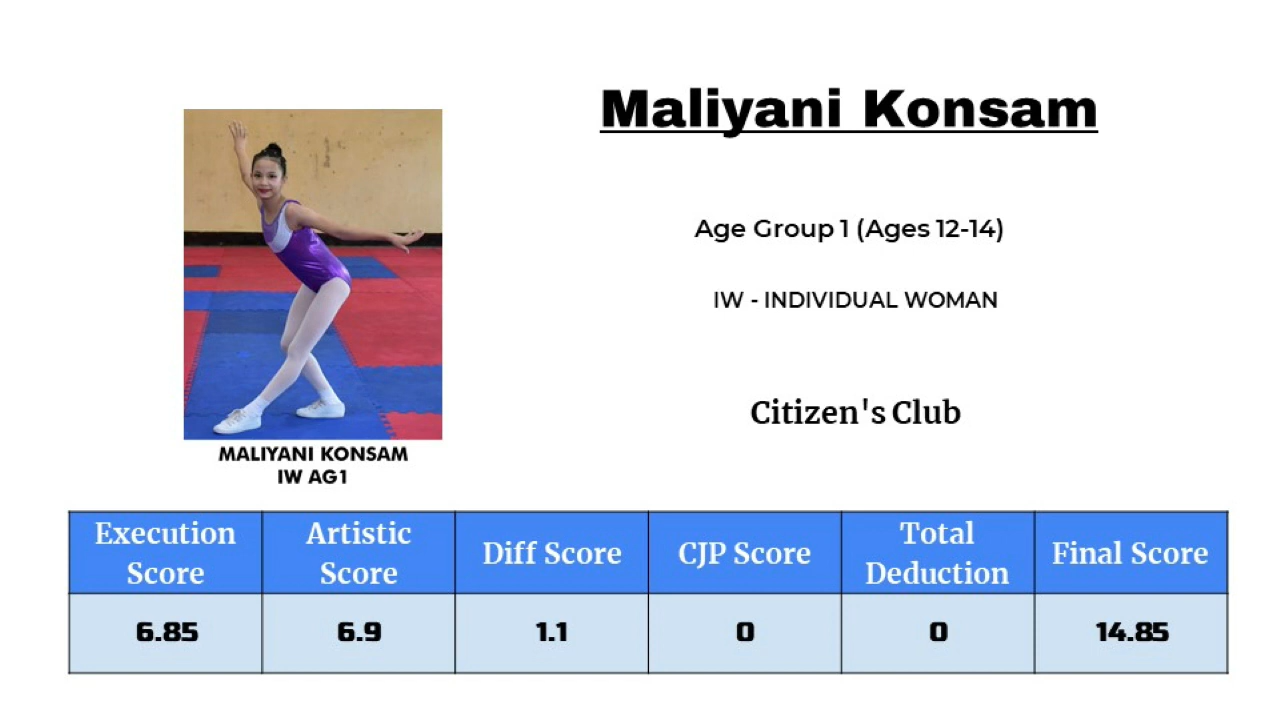 Maliyani Konsam
Age Group 1 (Ages 12-14)
IW - INDIVIDUAL WOMAN
Citizen's Club
MALIYANI KONSAM
IW AG1
Execution Score
Artistic Score
Diff Score
CJP Score
Total Deduction
Final Score
6.85
6.9
1.1
0
0
14.85